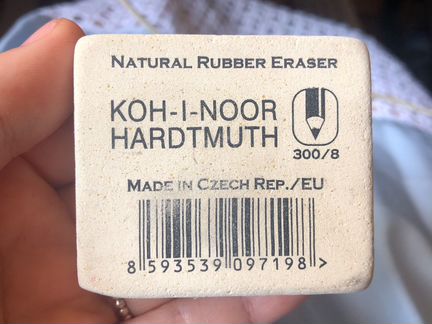 NATURAL RUBBER ERASER
KOH-I-NOOR
HARDTMUTH
300/8
MADE IN CZECH REP./EU
8 593539 097198 >